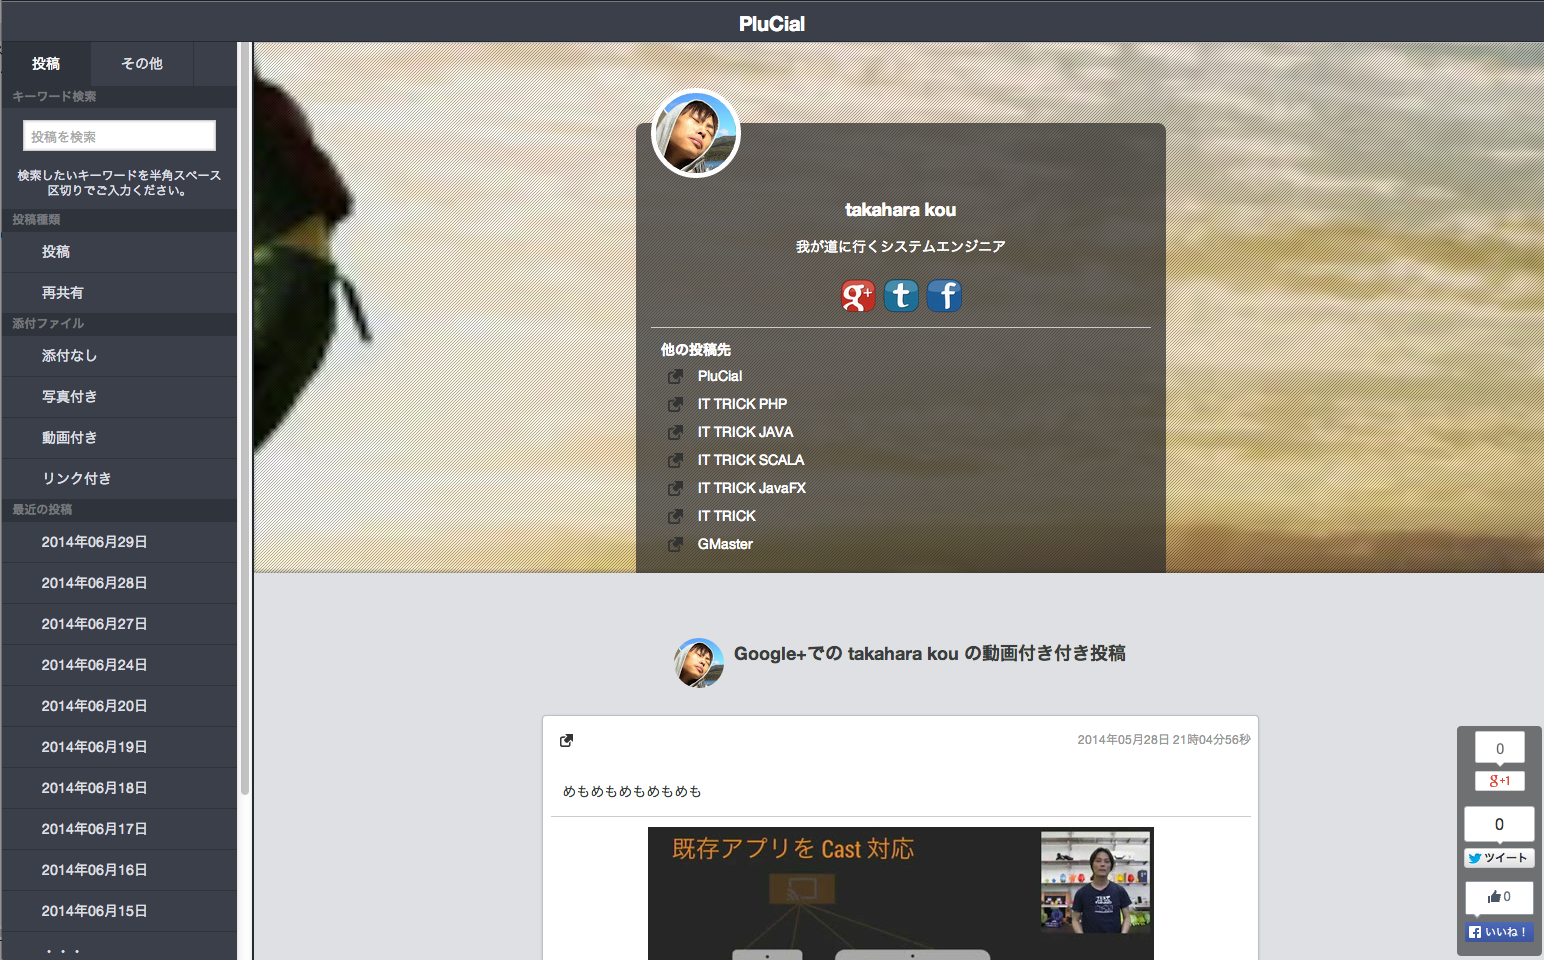 PluCial
投稿
その他
キーワード検索
投稿を検索
検索したいキーワードを半角スペース
区切りでご入力ください。
投稿種類
投稿
再共有
添付ファイル
添付なし
写真付き
動画付き
リンク付き
最近の投稿
2014年06月29日
2014年06月28日
2014年06月27日
2014年06月24日
2014年06月20日
2014年06月19日
2014年06月18日
2014年06月17日
2014年06月16日
2014年06月15日
・・・
takahara kou
我が道に行くシステムエンジニア
g+ t f
他の投稿先
PluCial
IT TRICK PHP
IT TRICK JAVA
IT TRICK SCALA
IT TRICK JavaFX
IT TRICK
GMaster
Google+での takahara kou の動画付き付き投稿
2014年05月28日 21時04分56秒
めもめもめもめもめも
既存アプリを Cast 対応
0
g+1
0
ツイート
0
いいね！